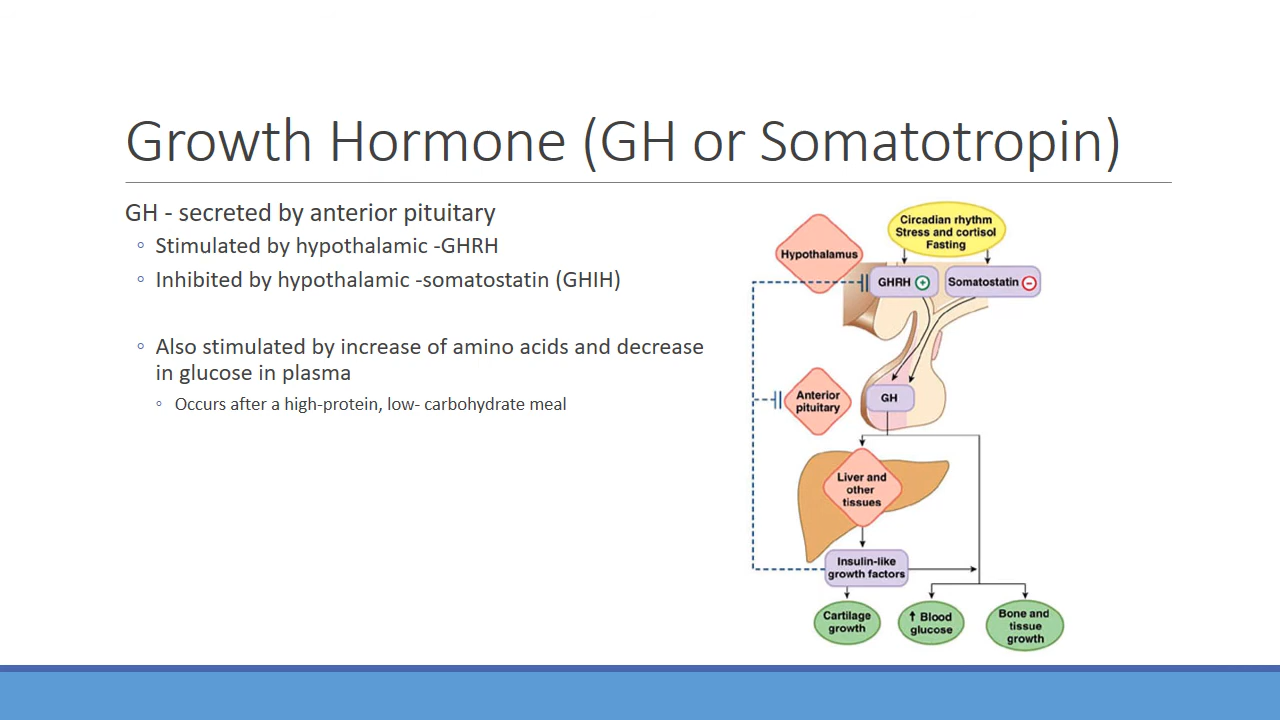 Growth Hormone (GH or Somatotropin)
GH - secreted by anterior pituitary
◦ Stimulated by hypothalamic -GHRH
◦ Inhibited by hypothalamic -somatostatin (GHIH)
◦ Also stimulated by increase of amino acids and decrease
in glucose in plasma
◦ Occurs after a high-protein, low- carbohydrate meal
Circadian rhythm
Stress and cortisol
Fasting
Hypothalamus
GHRH +
Somatostatin −
Anterior
pituitary
GH
Liver and
other
tissues
Insulin-like
growth factors
Cartilage
growth
↑ Blood
glucose
Bone and
tissue
growth